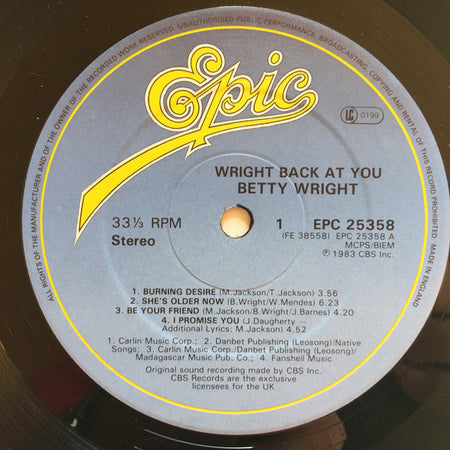 ALL RIGHTS OF THE MANUFACTURER AND OF THE OWNER OF THE RECORDED WORK RESERVED. UNAUTHORISED PUBLIC PERFORMANCE, BROADCASTING, COPYING AND RENTAL OF THIS RECORD PROHIBITED. MADE IN ENGLAND
Epic
LC 0199
WRIGHT BACK AT YOU
BETTY WRIGHT
33⅓ RPM 1 EPC 25358
Stereo (FE 38558) EPC 25358 A
MCPS/BIEM
℗ 1983 CBS Inc.
1. BURNING DESIRE (M.Jackson/T.Jackson) 3.56
2. SHE'S OLDER NOW (B.Wright/W.Mendes) 6.23
3. BE YOUR FRIEND (M.Jackson/B.Wright/J.Barnes) 4.20
4. I PROMISE YOU (J.Daugherty –
Additional Lyrics: M.Jackson) 4.52
1. Carlin Music Corp.; 2. Danbet Publishing (Leosong)/Native
Songs; 3. Carlin Music Corp./Danbet Publishing (Leosong)/
Madagascar Music Pub. Co.; 4. Fanshell Music
Original sound recording made by CBS Inc.
CBS Records are the exclusive
licensees for the UK